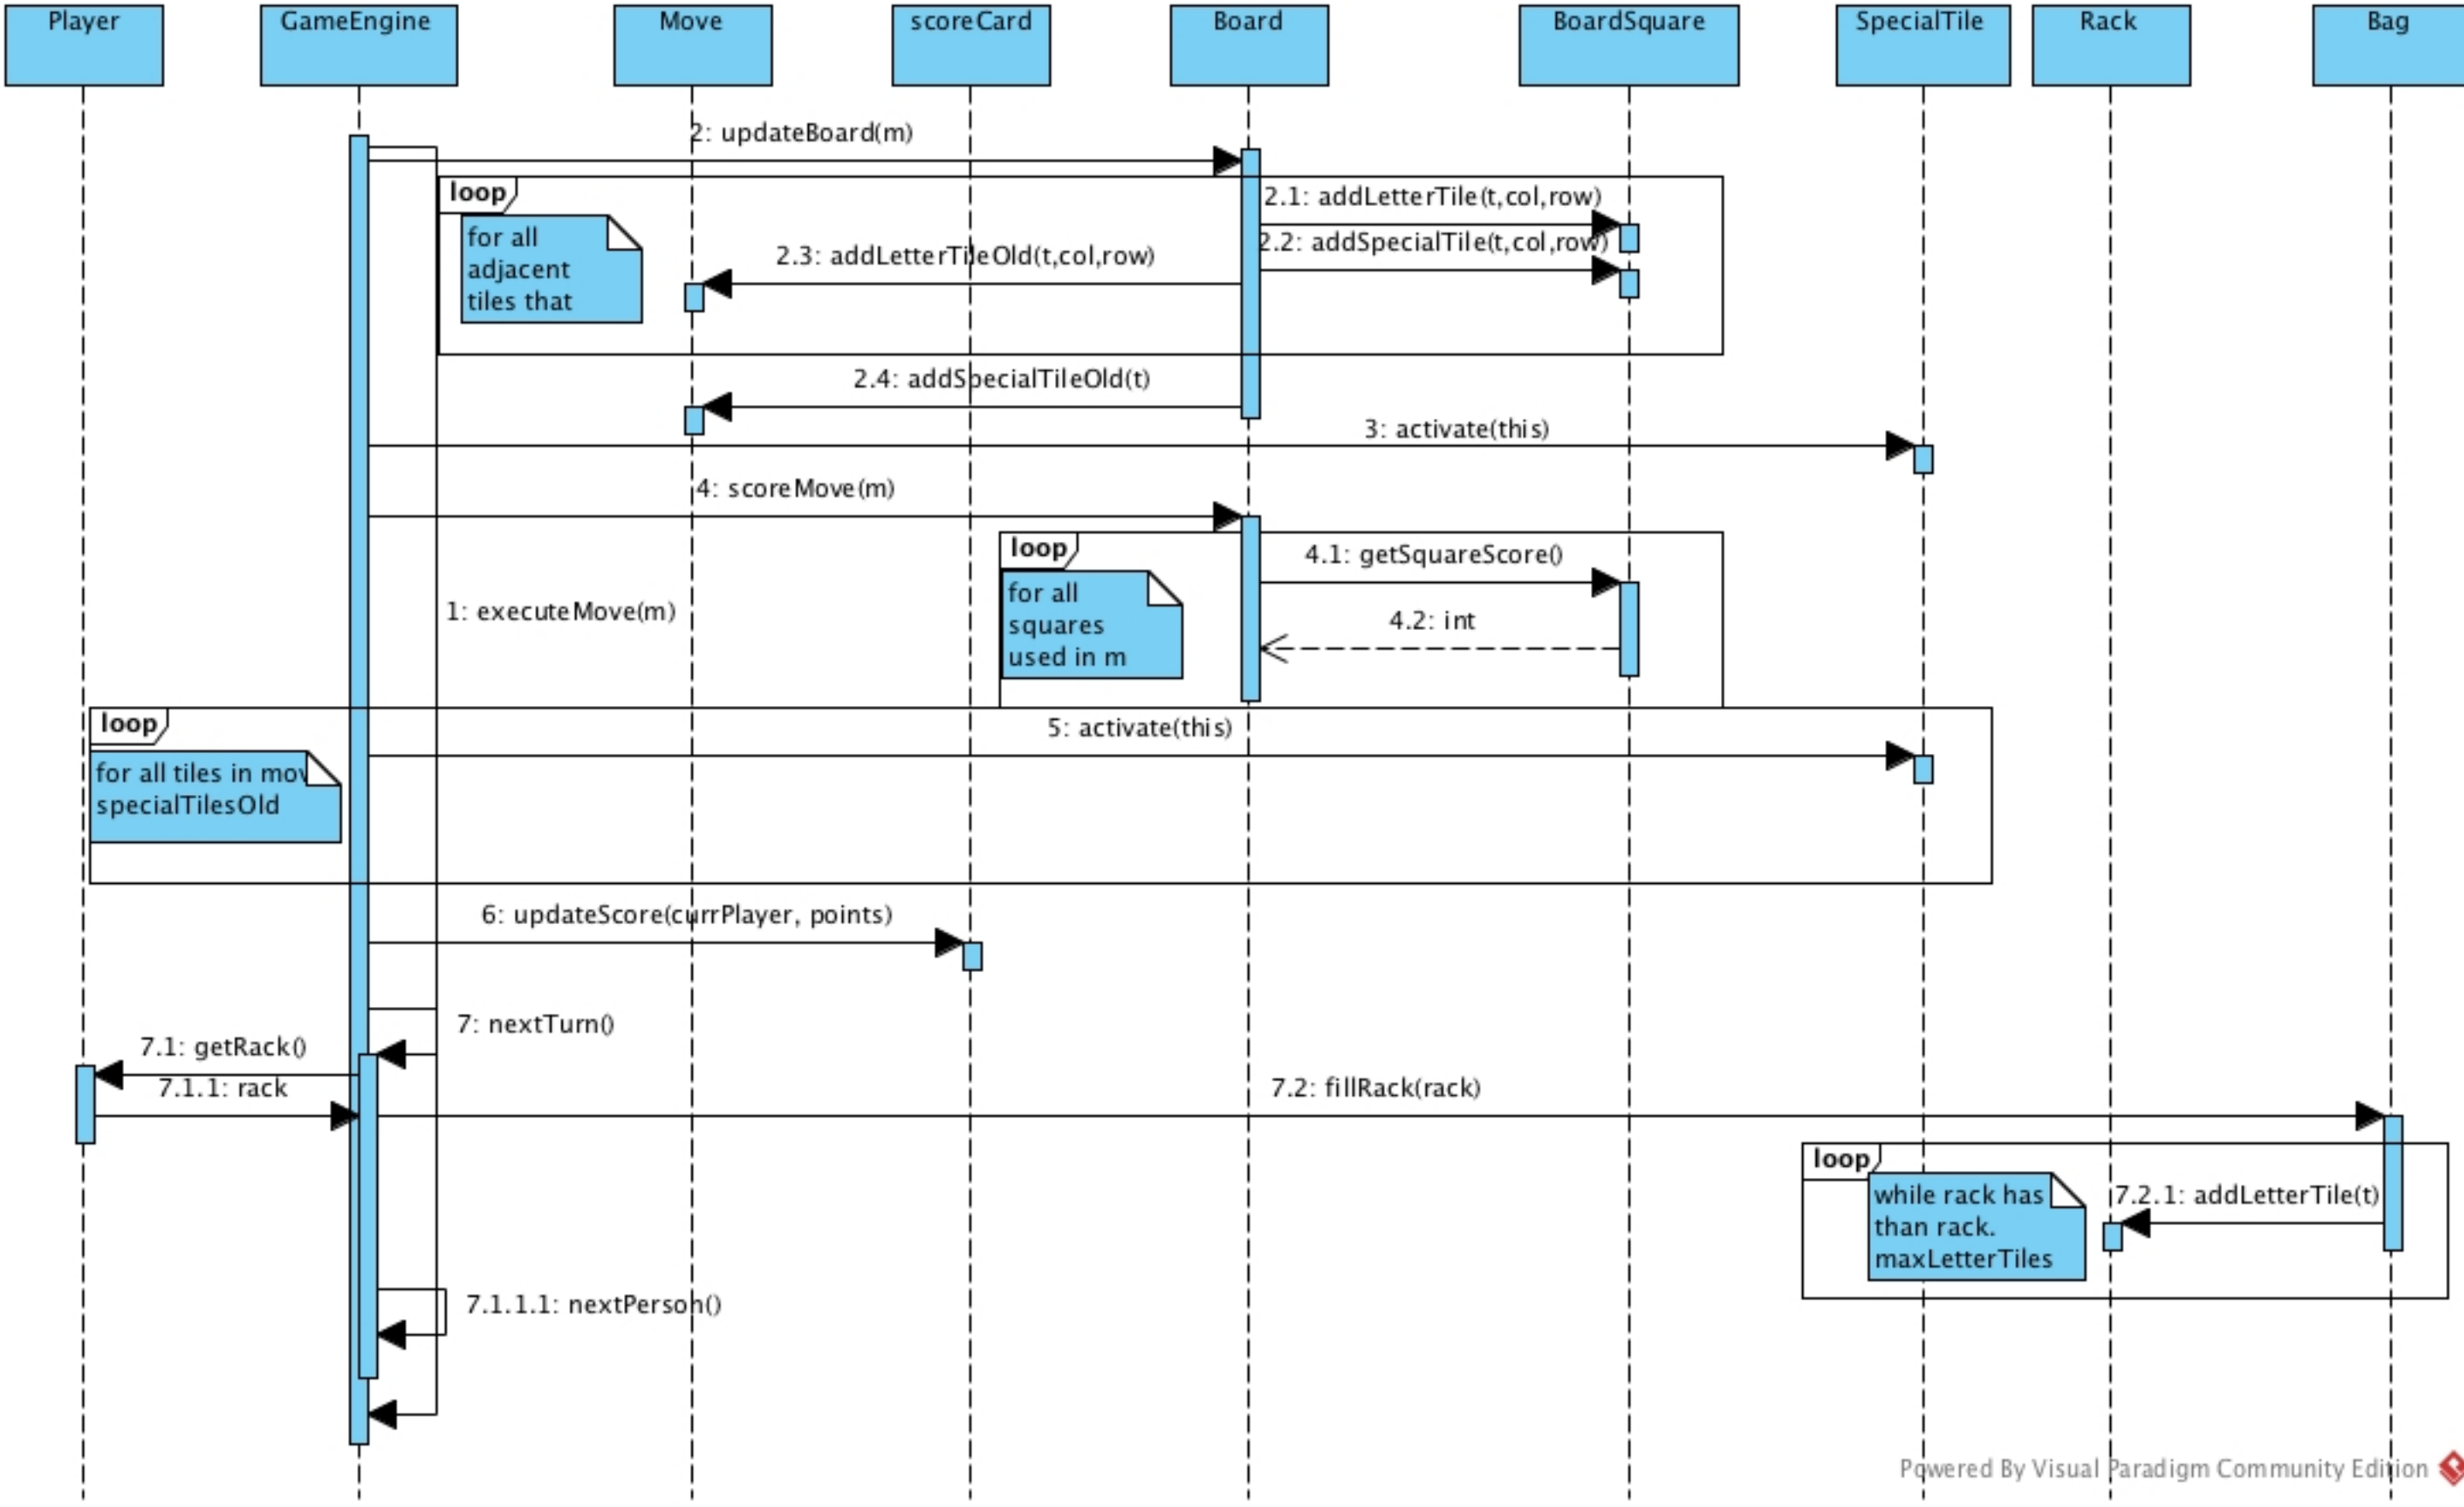 Player GameEngine Move scoreCard Board BoardSquare SpecialTile Rack Bag
2: updateBoard(m)
loop
2.1: addLetterTile(t,col,row)
for all
adjacent
tiles that
2.2: addSpecialTile(t,col,row)
2.3: addLetterTileOld(t,col,row)
2.4: addSpecialTileOld(t)
3: activate(this)
4: scoreMove(m)
loop
4.1: getSquareScore()
for all
squares
used in m
1: executeMove(m)
4.2: int
loop
5: activate(this)
for all tiles in mov
specialTilesOld
6: updateScore(currPlayer, points)
7: nextTurn()
7.1: getRack()
7.1.1: rack
7.2: fillRack(rack)
loop
while rack has
than rack.
maxLetterTiles
7.2.1: addLetterTile(t)
7.1.1.1: nextPerson()
Powered By Visual Paradigm Community Edition